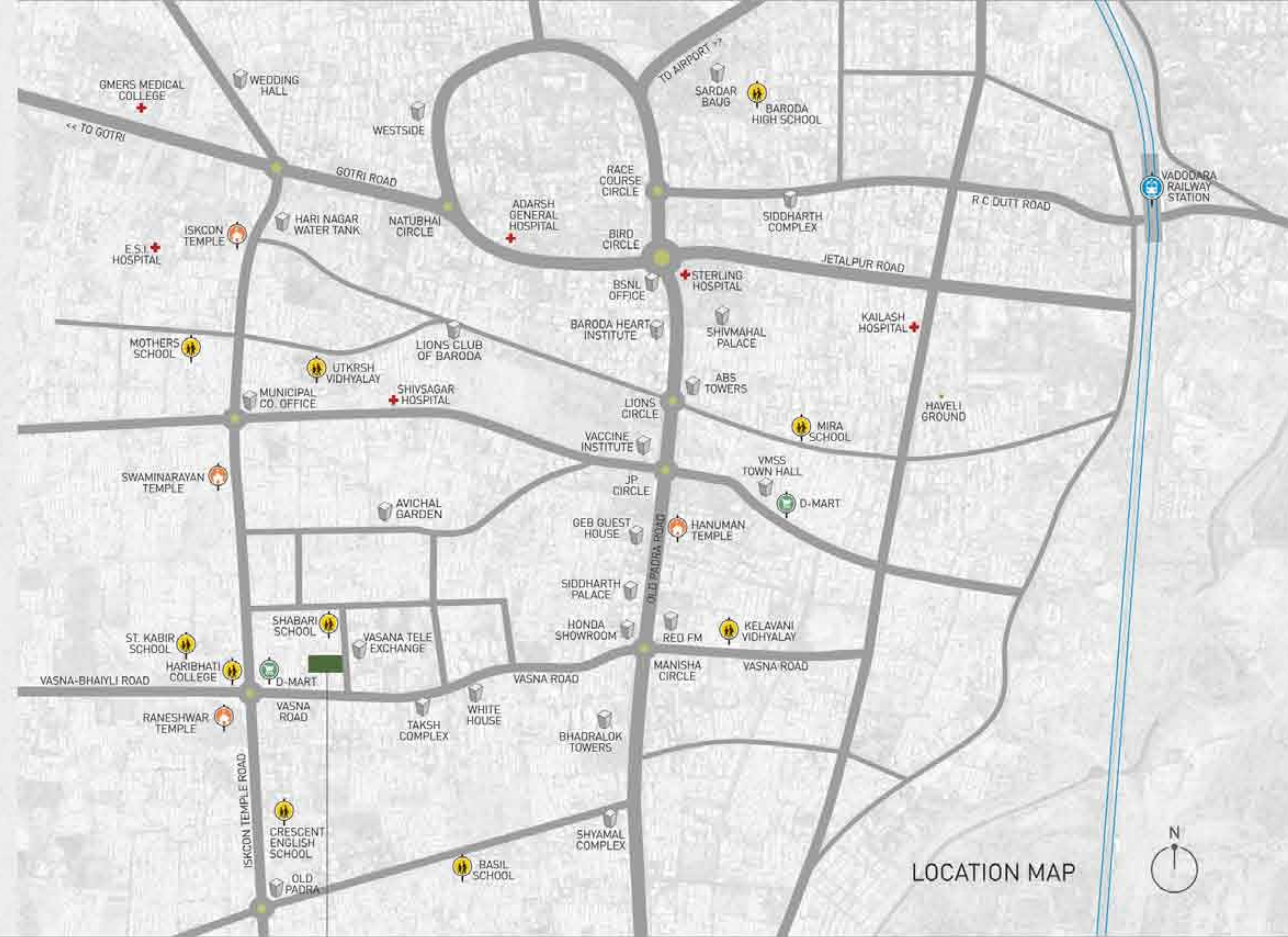 TO AIRPORT >>
WEDDING
HALL
GMERS MEDICAL
COLLEGE
SARDAR
BAUG
BARODA
HIGH SCHOOL
WESTSIDE
<< TO GOTRI
GOTRI ROAD
RACE
COURSE
CIRCLE
VADODARA
RAILWAY
STATION
R C DUTT ROAD
SIDDHARTH
COMPLEX
ISKCON
TEMPLE
HARI NAGAR
WATER TANK
NATUBHAI
CIRCLE
ADARSH
GENERAL
HOSPITAL
BIRD
CIRCLE
E.S.I.
HOSPITAL
JETALPUR ROAD
BSNL
OFFICE
STERLING
HOSPITAL
BARODA HEART
INSTITUTE
SHIVMAHAL
PALACE
KAILASH
HOSPITAL
MOTHERS
SCHOOL
LIONS CLUB
OF BARODA
UTKRSH
VIDHYALAY
MUNICIPAL
CO. OFFICE
SHIVSAGAR
HOSPITAL
ABS
TOWERS
LIONS
CIRCLE
HAVELI
GROUND
MIRA
SCHOOL
VACCINE
INSTITUTE
VMSS
TOWN HALL
JP
CIRCLE
D-MART
SWAMINARAYAN
TEMPLE
AVICHAL
GARDEN
GEB GUEST
HOUSE
HANUMAN
TEMPLE
OLD PADRA ROAD
SIDDHARTH
PALACE
SHABARI
SCHOOL
HONDA
SHOWROOM
RED FM
KELAVANI
VIDHYALAY
ST. KABIR
SCHOOL
VASANA TELE
EXCHANGE
HARIBHATI
COLLEGE
D-MART
VASNA-BHAIYLI ROAD
VASNA ROAD
MANISHA
CIRCLE
VASNA ROAD
VASNA
ROAD
RANESHWAR
TEMPLE
TAKSH
COMPLEX
WHITE
HOUSE
BHADRALOK
TOWERS
ISKCON TEMPLE ROAD
CRESCENT
ENGLISH
SCHOOL
SHYAMAL
COMPLEX
BASIL
SCHOOL
OLD
PADRA
LOCATION MAP
N